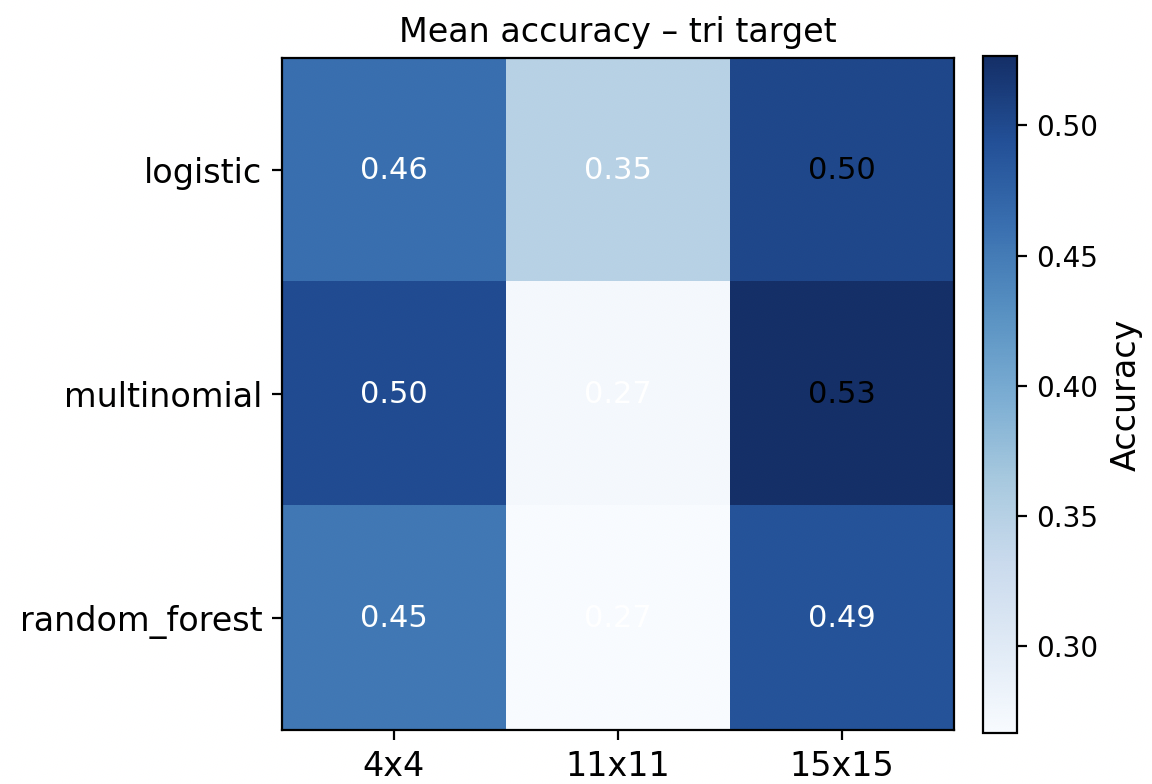 Mean accuracy – tri target
logistic
0.46
0.35
0.50
multinomial
0.50
0.27
0.53
random_forest
0.45
0.27
0.49
4x4
11x11
15x15
0.50
0.45
0.40
0.35
0.30
Accuracy